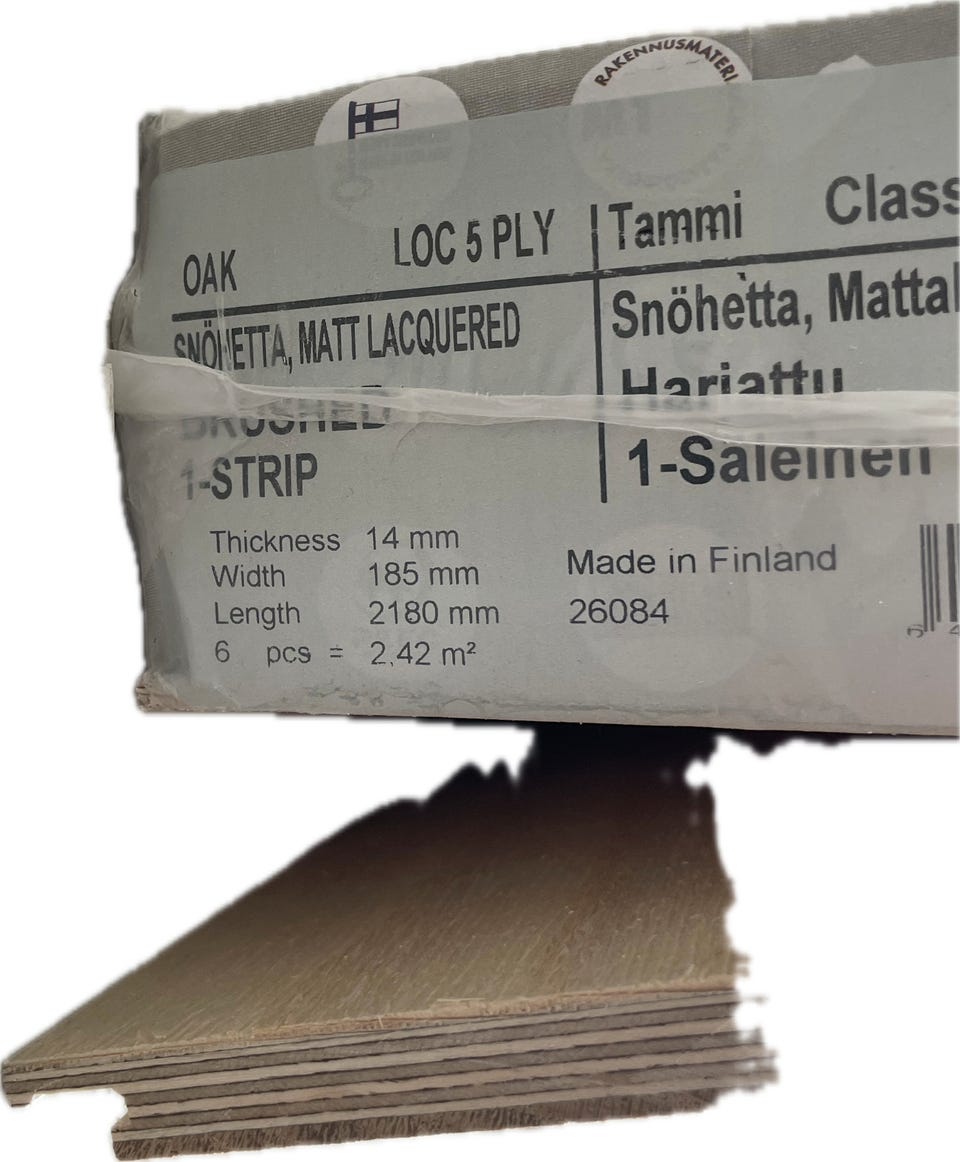 RAKENNUSMATERI
OAK LOC 5 PLY
SNÖHETTA, MATT LACQUERED
BRUSHED
1-STRIP
Tammi Class
Snöhetta, Mattal
Harjattu
1-Saleinen
Thickness 14 mm
Width 185 mm
Length 2180 mm
6 pcs = 2,42 m²
Made in Finland
26084